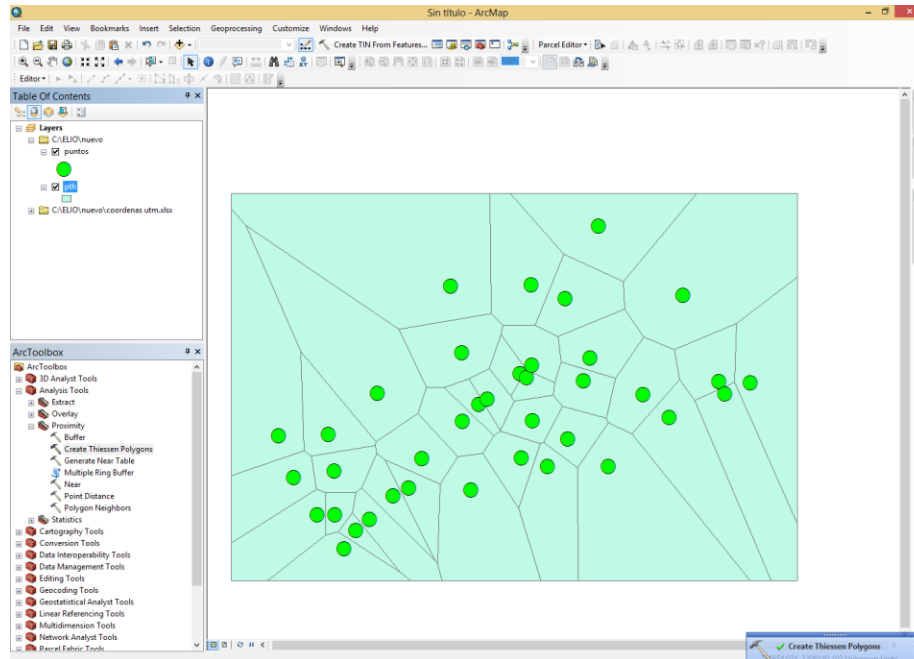 Sin título - ArcMap
File Edit View Bookmarks Insert Selection Geoprocessing Customize Windows Help
Create TIN From Features... Parcel Editor
Editor
Table Of Contents
Layers
C:\ELIO\nuevo
puntos
pth
C:\ELIO\nuevo\coordenas utm.xlsx
ArcToolbox
ArcToolbox
3D Analyst Tools
Analysis Tools
Extract
Overlay
Proximity
Buffer
Create Thiessen Polygons
Generate Near Table
Multiple Ring Buffer
Near
Point Distance
Polygon Neighbors
Statistics
Cartography Tools
Conversion Tools
Data Interoperability Tools
Data Management Tools
Editing Tools
Geocoding Tools
Geostatistical Analyst Tools
Linear Referencing Tools
Multidimension Tools
Network Analyst Tools
Parcel Fabric Tools
Create Thiessen Polygons